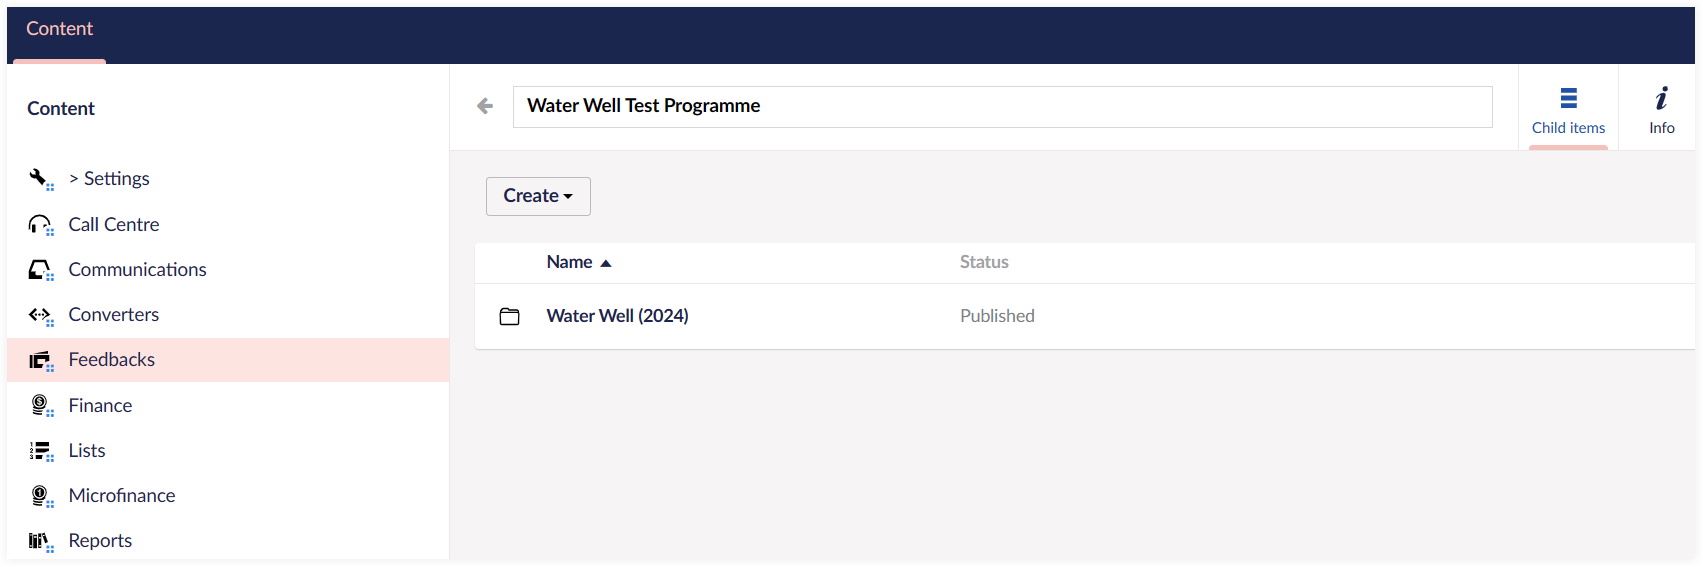 Content
Content
> Settings
Call Centre
Communications
Converters
Feedbacks
Finance
Lists
Microfinance
Reports
Water Well Test Programme
Child items
Info
Create
Name
Status
Water Well (2024)
Published